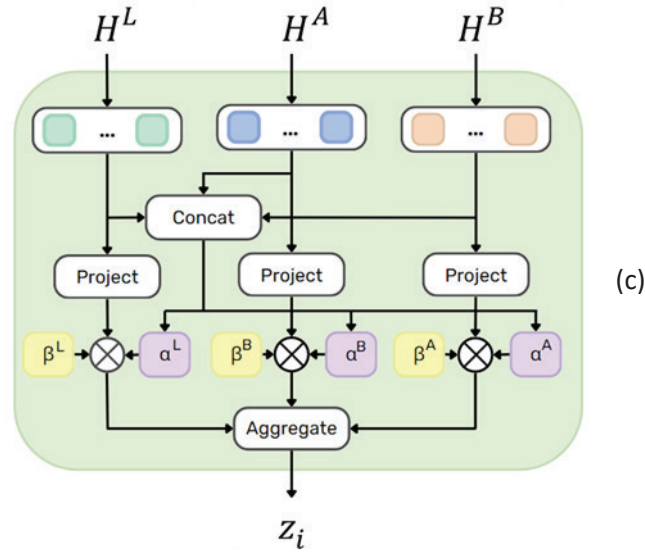 H^L H^A H^B
... ... ...
Concat
Project Project Project
(c)
β^L α^L β^B α^B β^A α^A
Aggregate
z_i